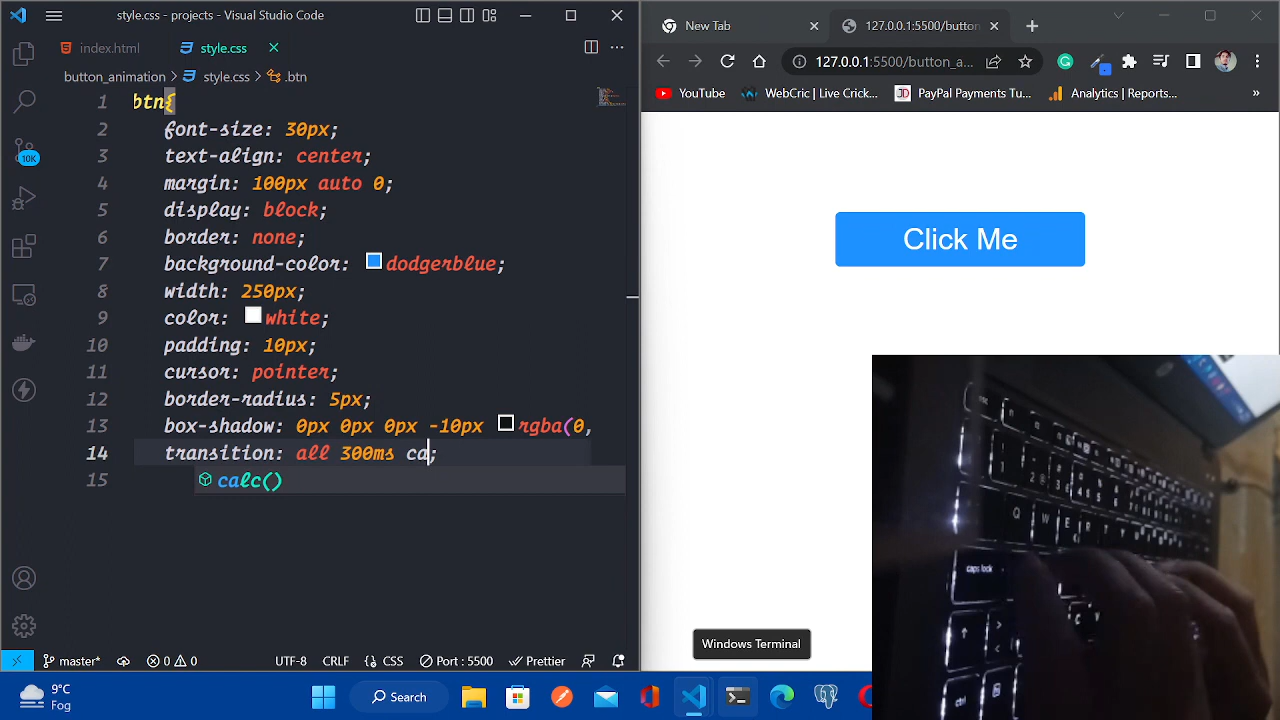 style.css - projects - Visual Studio Code
index.html
style.css
button_animation > style.css > .btn
1 btn{
2 font-size: 30px;
3 text-align: center;
4 margin: 100px auto 0;
5 display: block;
6 border: none;
7 background-color: dodgerblue;
8 width: 250px;
9 color: white;
10 padding: 10px;
11 cursor: pointer;
12 border-radius: 5px;
13 box-shadow: 0px 0px 0px -10px rgba(0,
14 transition: all 300ms ca;
calc()
15
10K
master*
0 0
UTF-8
CRLF
{} CSS
Port : 5500
Prettier
New Tab
127.0.0.1:5500/button
127.0.0.1:5500/button_a...
YouTube
WebCric | Live Crick...
PayPal Payments Tu...
Analytics | Reports...
»
Click Me
Windows Terminal
caps lock
Q W E R
ctrl
9°C
Fog
Search